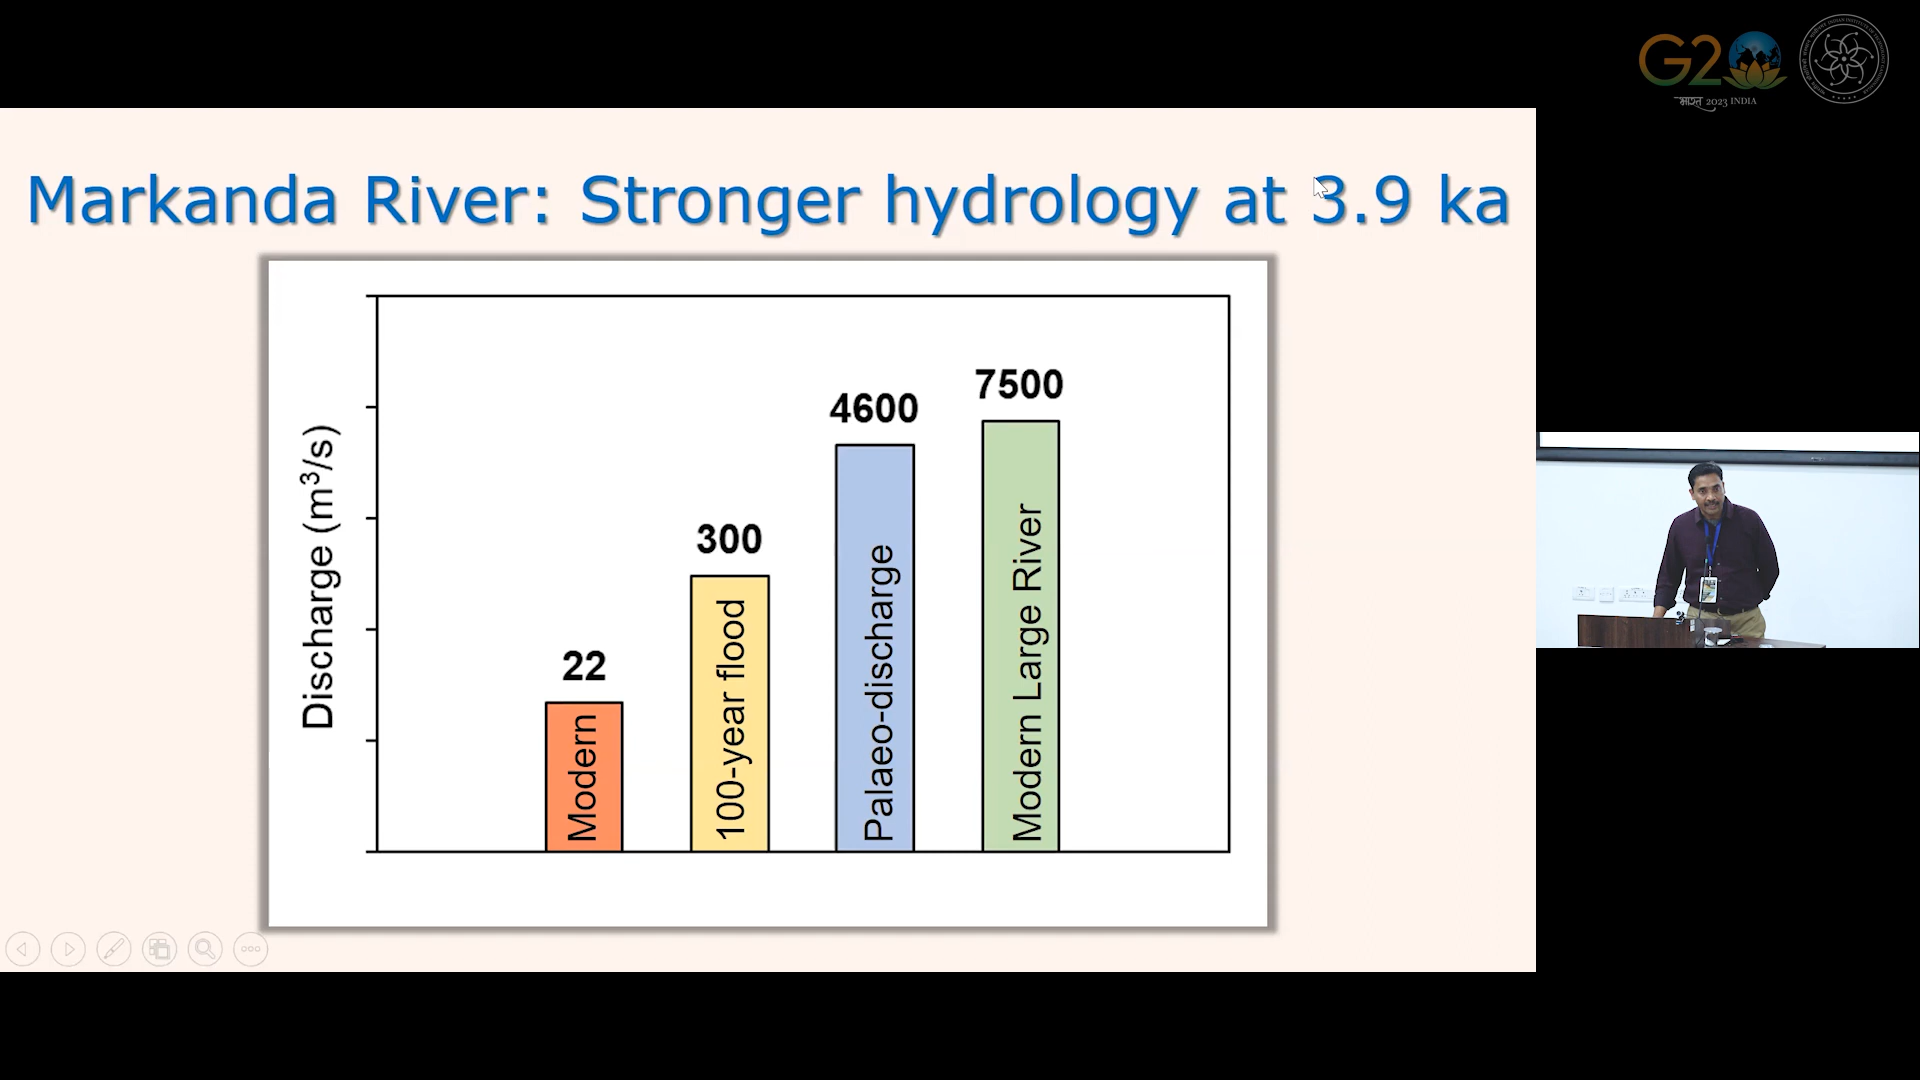 G20
भारत 2023 INDIA
Markanda River: Stronger hydrology at 3.9 ka
Discharge (m³/s)
22
Modern
300
100-year flood
4600
Palaeo-discharge
7500
Modern Large River